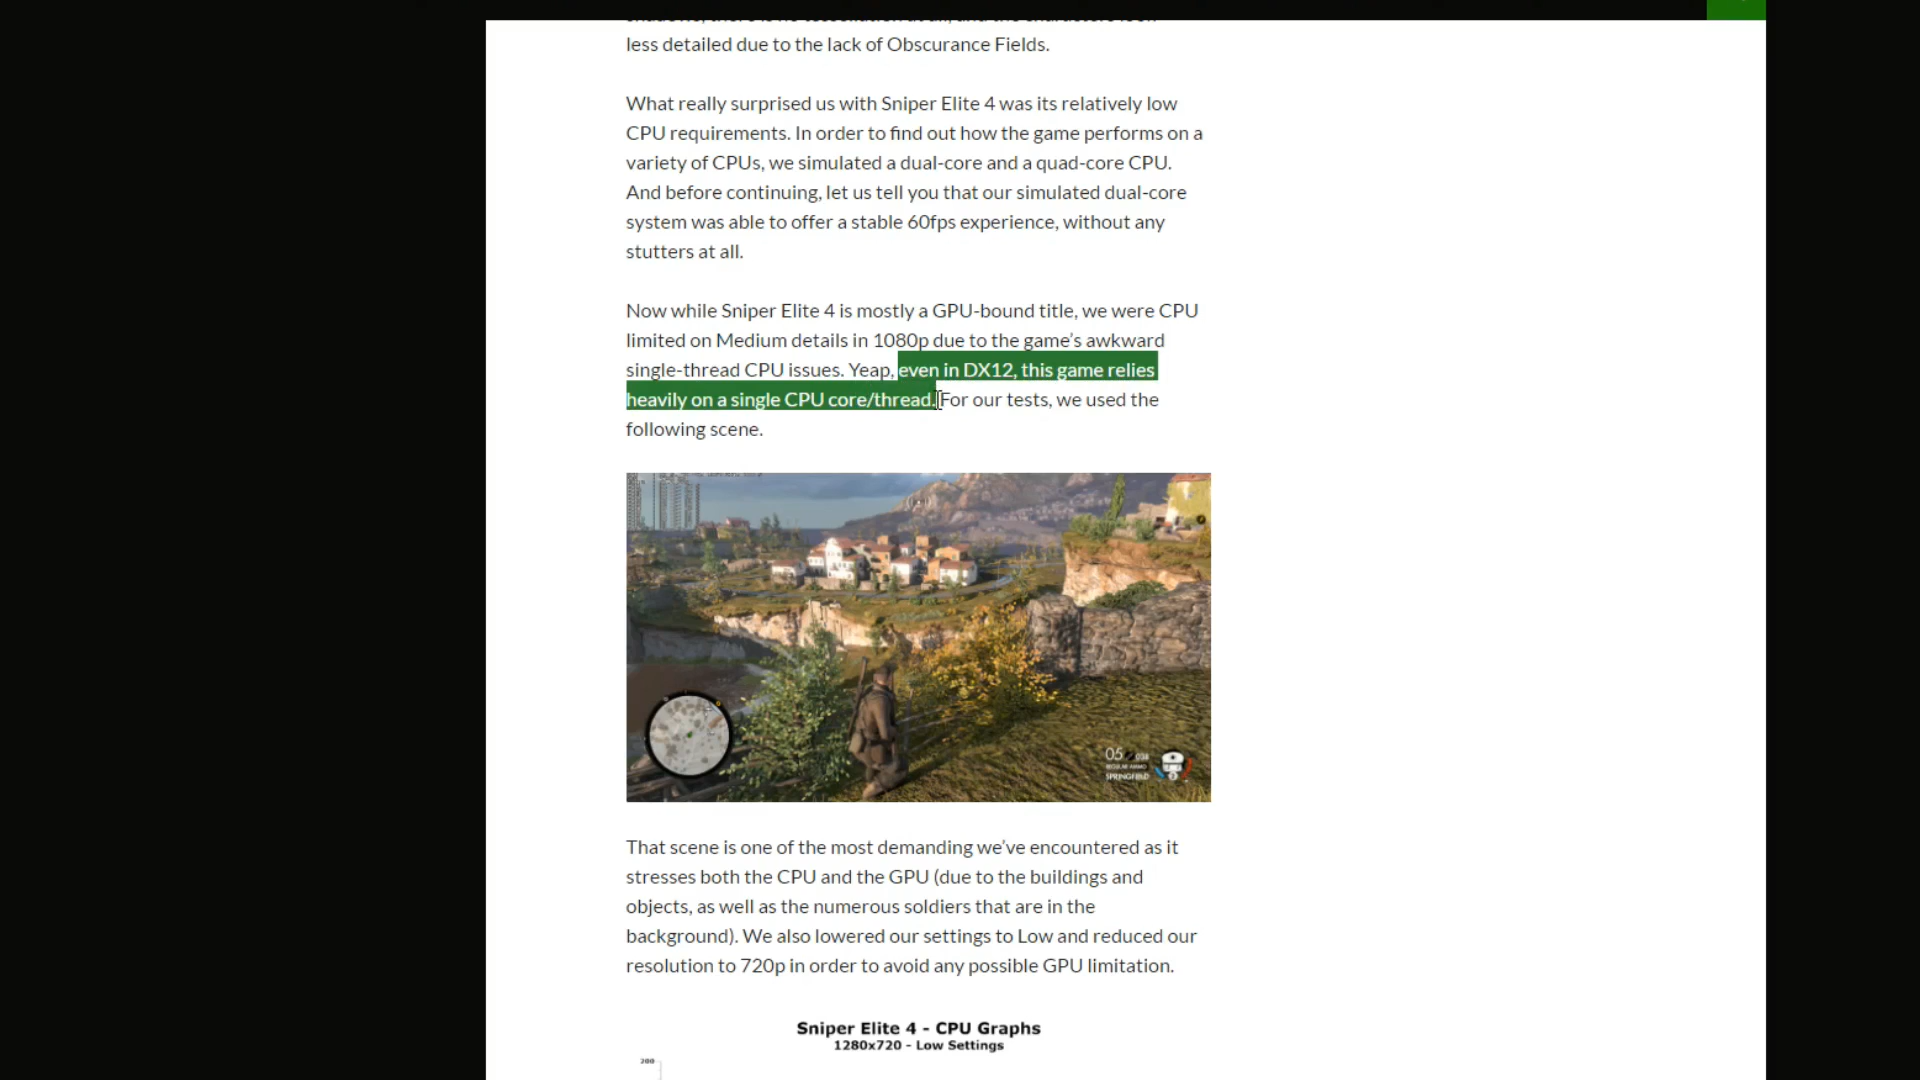 less detailed due to the lack of Obscurance Fields.
What really surprised us with Sniper Elite 4 was its relatively low
CPU requirements. In order to find out how the game performs on a
variety of CPUs, we simulated a dual-core and a quad-core CPU.
And before continuing, let us tell you that our simulated dual-core
system was able to offer a stable 60fps experience, without any
stutters at all.
Now while Sniper Elite 4 is mostly a GPU-bound title, we were CPU
limited on Medium details in 1080p due to the game’s awkward
single-thread CPU issues. Yeap, even in DX12, this game relies
heavily on a single CPU core/thread. For our tests, we used the
following scene.
05 038
REGULAR AMMO
SPRINGFIELD
That scene is one of the most demanding we’ve encountered as it
stresses both the CPU and the GPU (due to the buildings and
objects, as well as the numerous soldiers that are in the
background). We also lowered our settings to Low and reduced our
resolution to 720p in order to avoid any possible GPU limitation.
Sniper Elite 4 - CPU Graphs
1280x720 - Low Settings
200